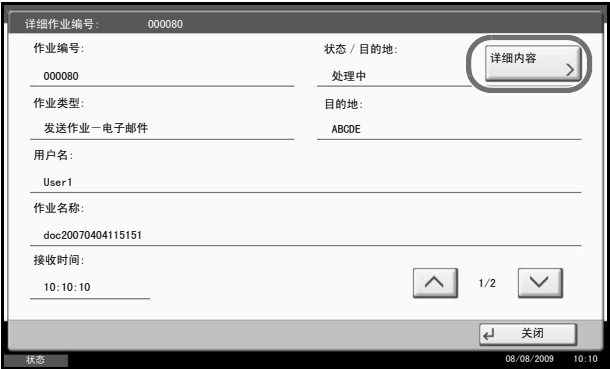 详细作业编号: 000080
作业编号: 状态 / 目的地: 详细内容
000080 处理中
作业类型: 目的地:
发送作业－电子邮件 ABCDE
用户名:
User1
作业名称:
doc20070404115151
接收时间:
10:10:10 1/2
关闭
状态 08/08/2009 10:10